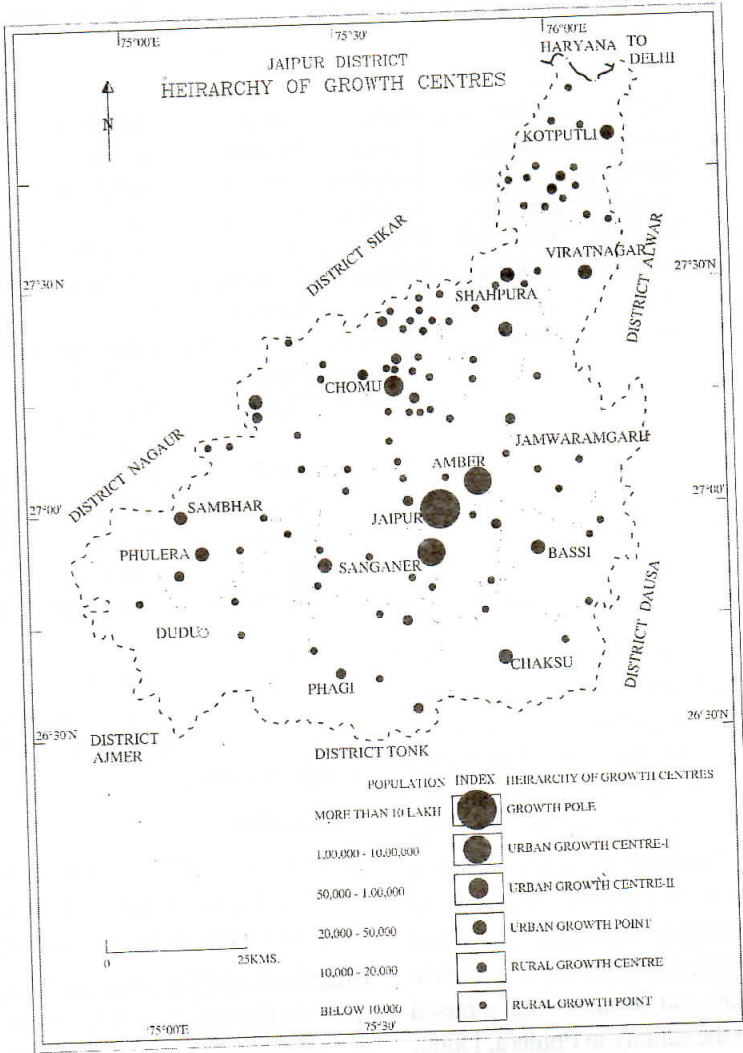 75°00'E
75°30'
76°00'E
HARYANA
TO
DELHI
JAIPUR DISTRICT
HEIRARCHY OF GROWTH CENTRES
N
KOTPUTLI
DISTRICT SIKAR
DISTRICT ALWAR
VIRATNAGAR
27°30'N
27°30'N
SHAHPURA
CHOMU
DISTRICT NAGAUR
JAMWARAMGARH
AMBER
27°00'N
27°00'N
SAMBHAR
JAIPUR
PHULERA
SANGANER
BASSI
DUDU
DISTRICT DAUSA
CHAKSU
PHAGI
26°30'N
26°30'N
DISTRICT
AJMER
DISTRICT TONK
POPULATION INDEX HEIRARCHY OF GROWTH CENTRES
MORE THAN 10 LAKH GROWTH POLE
1,00,000 - 10,00,000 URBAN GROWTH CENTRE-I
50,000 - 1,00,000 URBAN GROWTH CENTRE-II
20,000 - 50,000 URBAN GROWTH POINT
10,000 - 20,000 RURAL GROWTH CENTRE
BELOW 10,000 RURAL GROWTH POINT
0 25KMS.
75°00'E
75°30'